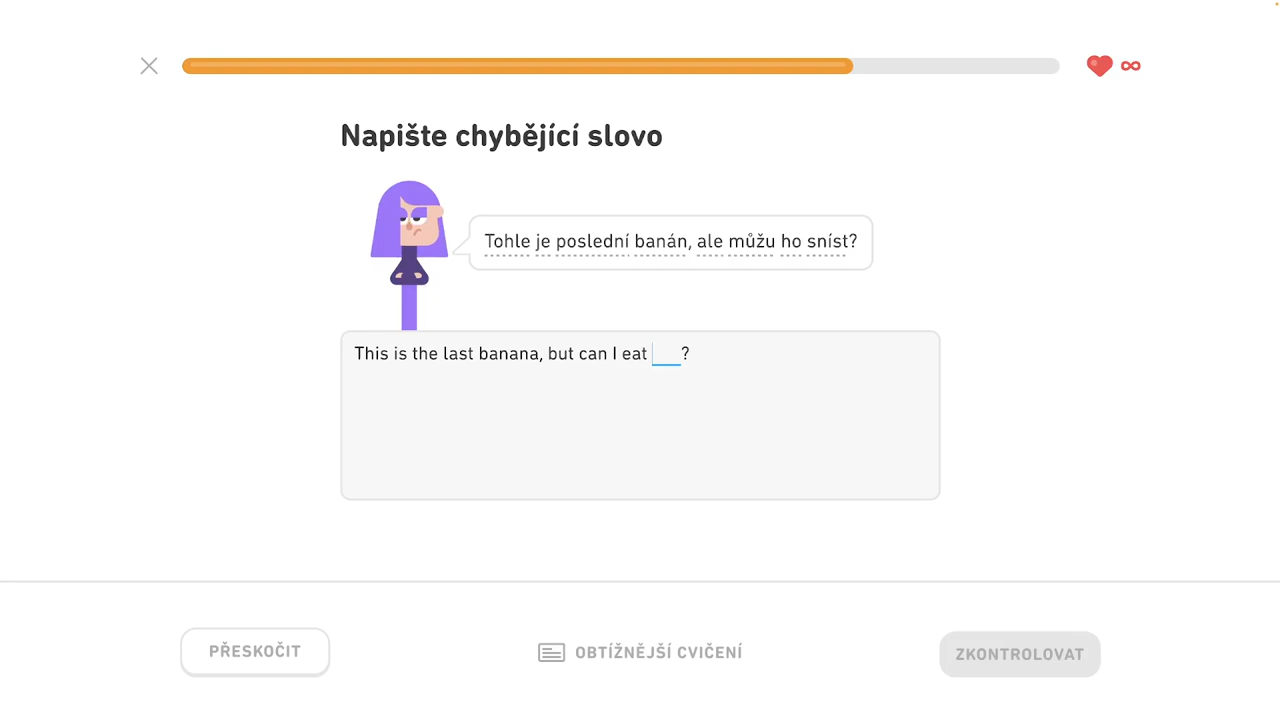 ∞
Napište chybějící slovo
Tohle je poslední banán, ale můžu ho sníst?
This is the last banana, but can I eat ___?
PŘESKOČIT
OBTÍŽNĚJŠÍ CVIČENÍ
ZKONTROLOVAT